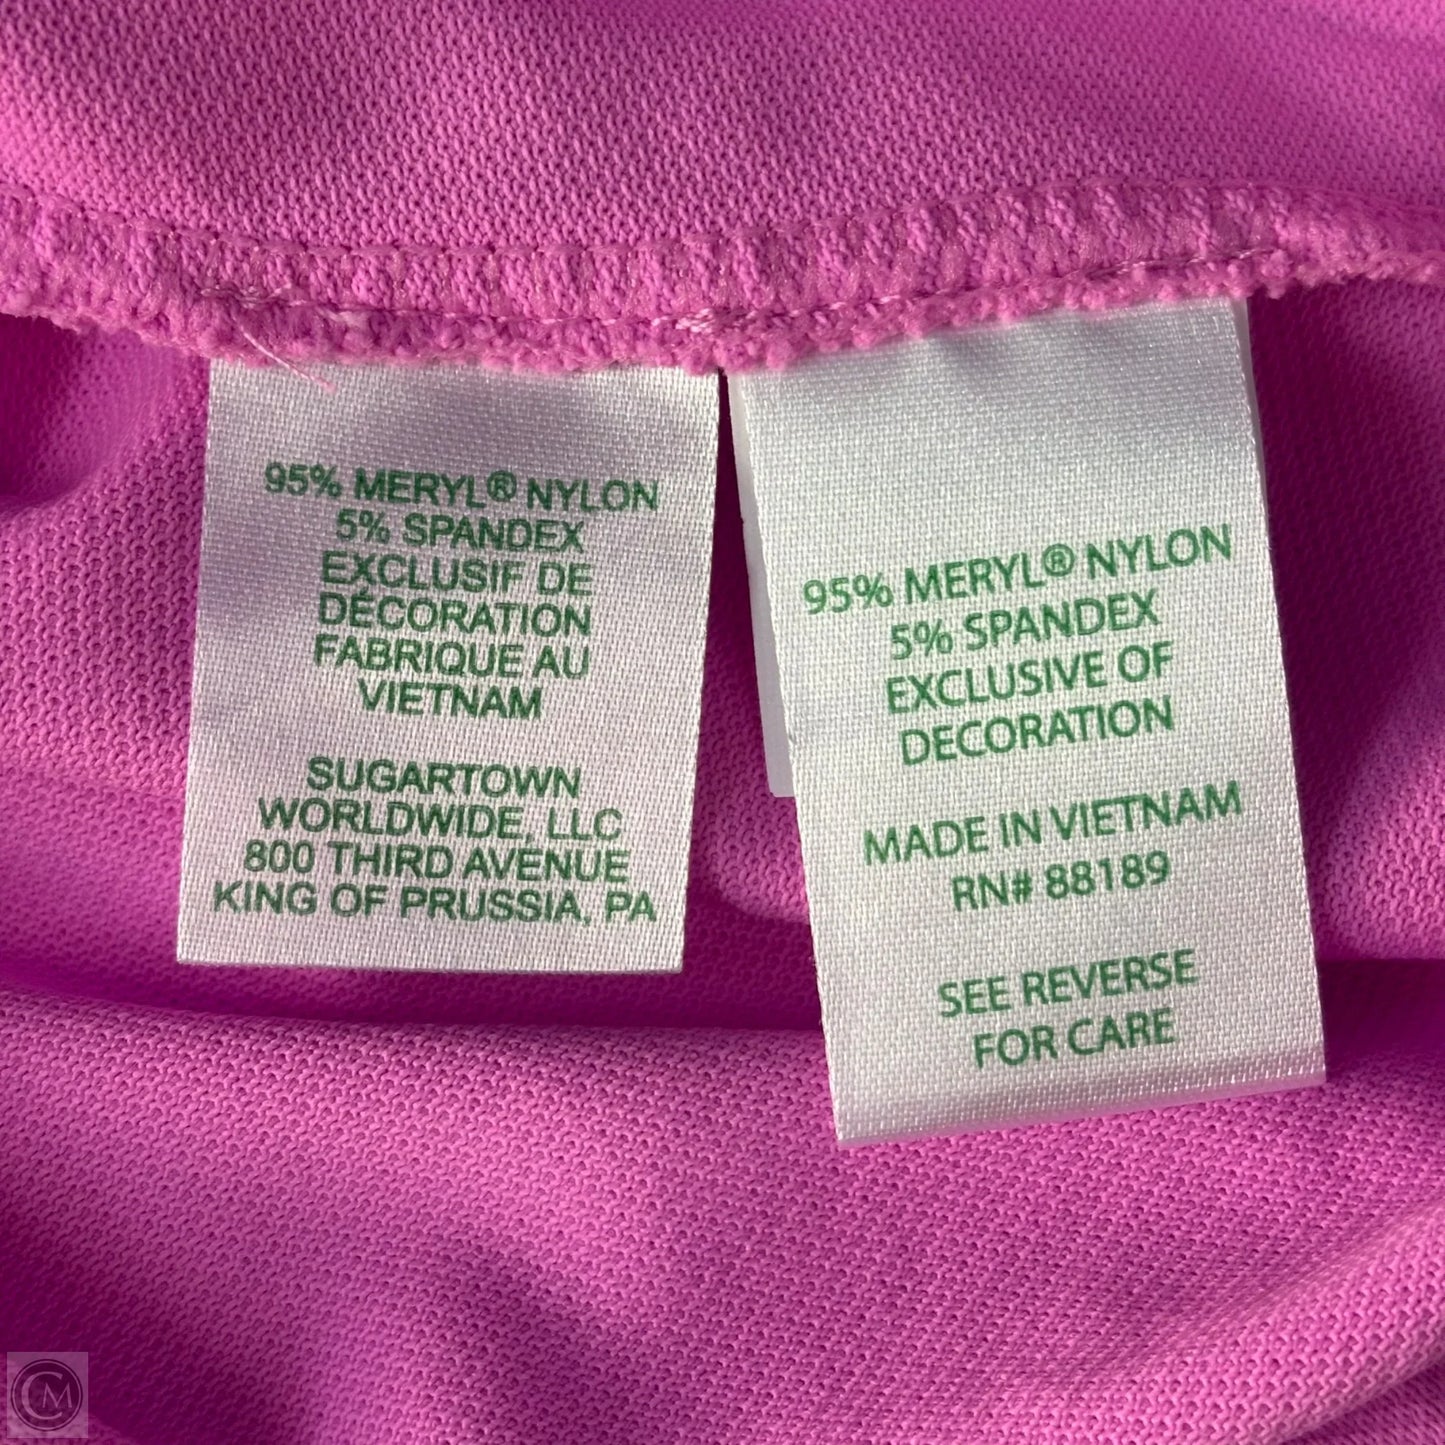 95% MERYL® NYLON
5% SPANDEX
EXCLUSIF DE
DÉCORATION
FABRIQUE AU
VIETNAM
SUGARTOWN
WORLDWIDE, LLC
800 THIRD AVENUE
KING OF PRUSSIA, PA
95% MERYL® NYLON
5% SPANDEX
EXCLUSIVE OF
DECORATION
MADE IN VIETNAM
RN# 88189
SEE REVERSE
FOR CARE
CM